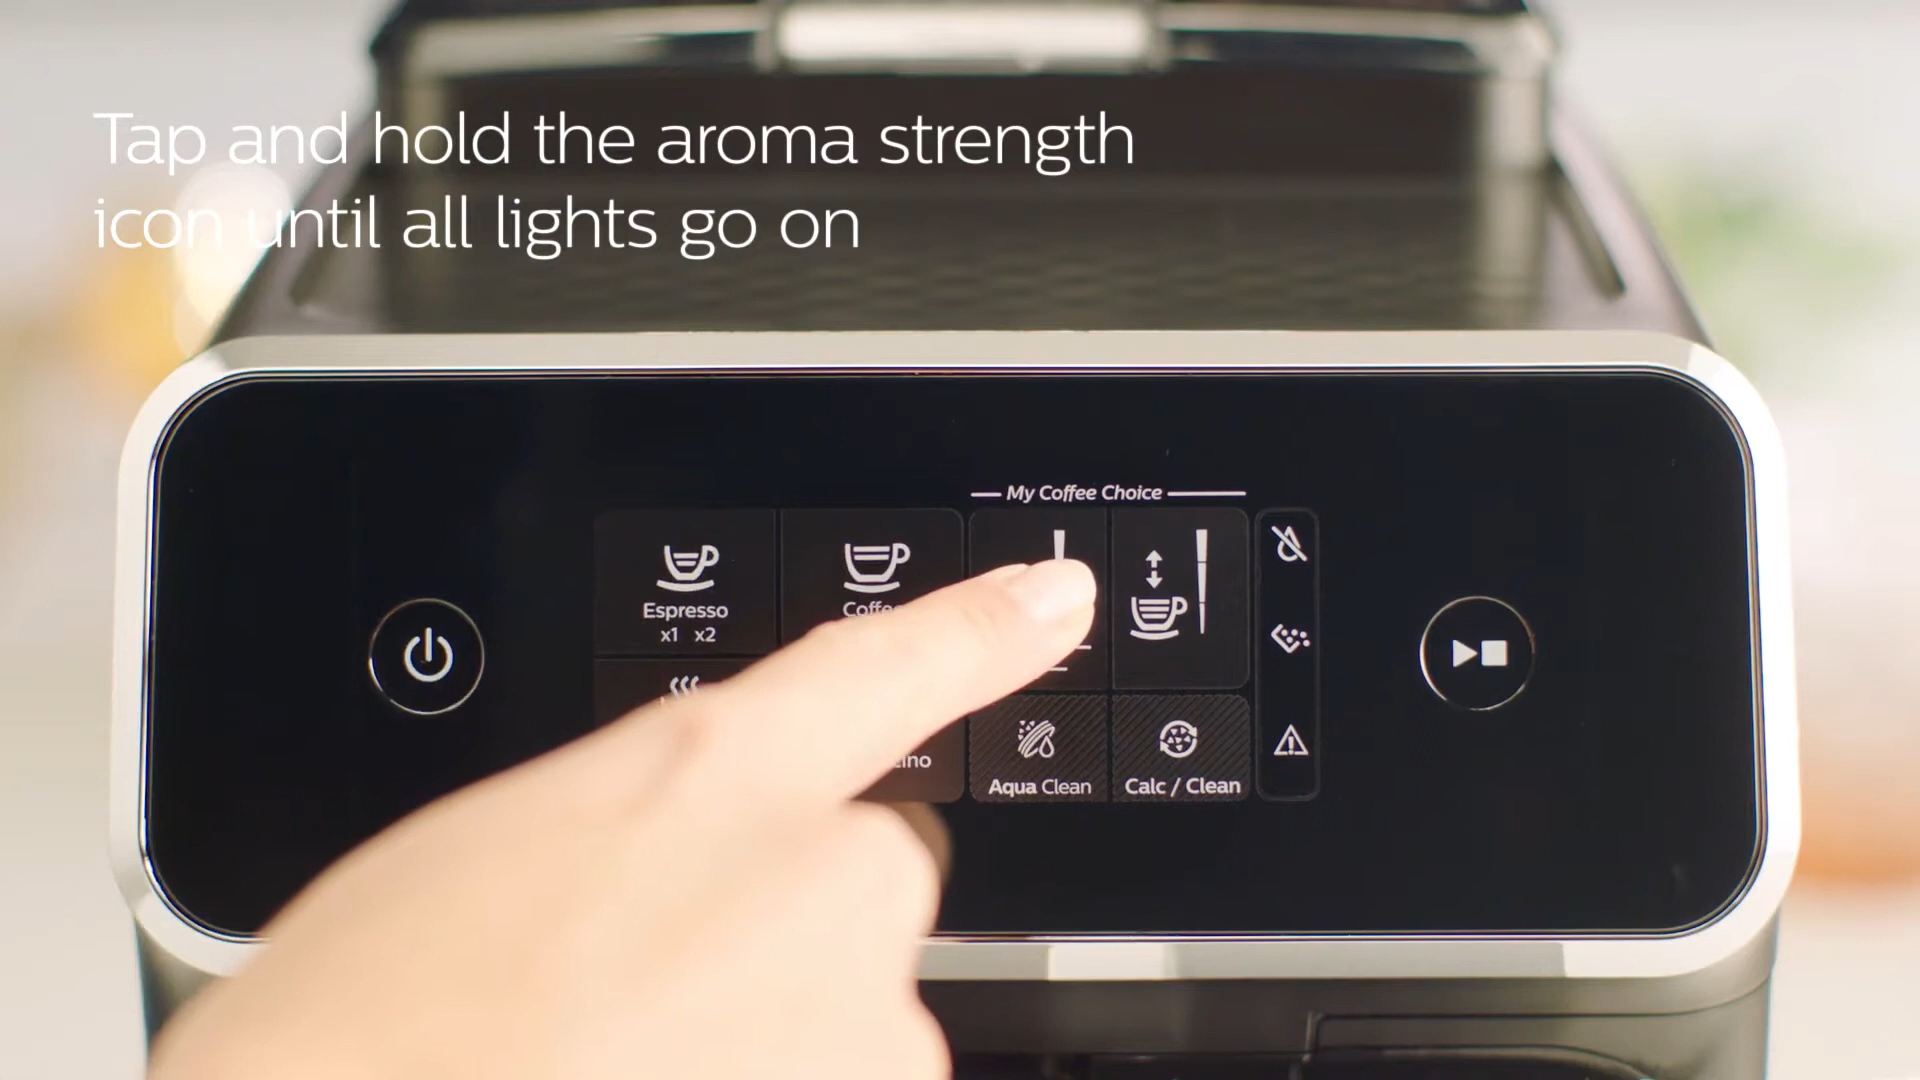 Tap and hold the aroma strength
icon until all lights go on
My Coffee Choice
Espresso
x1 x2
Aqua Clean
Calc / Clean